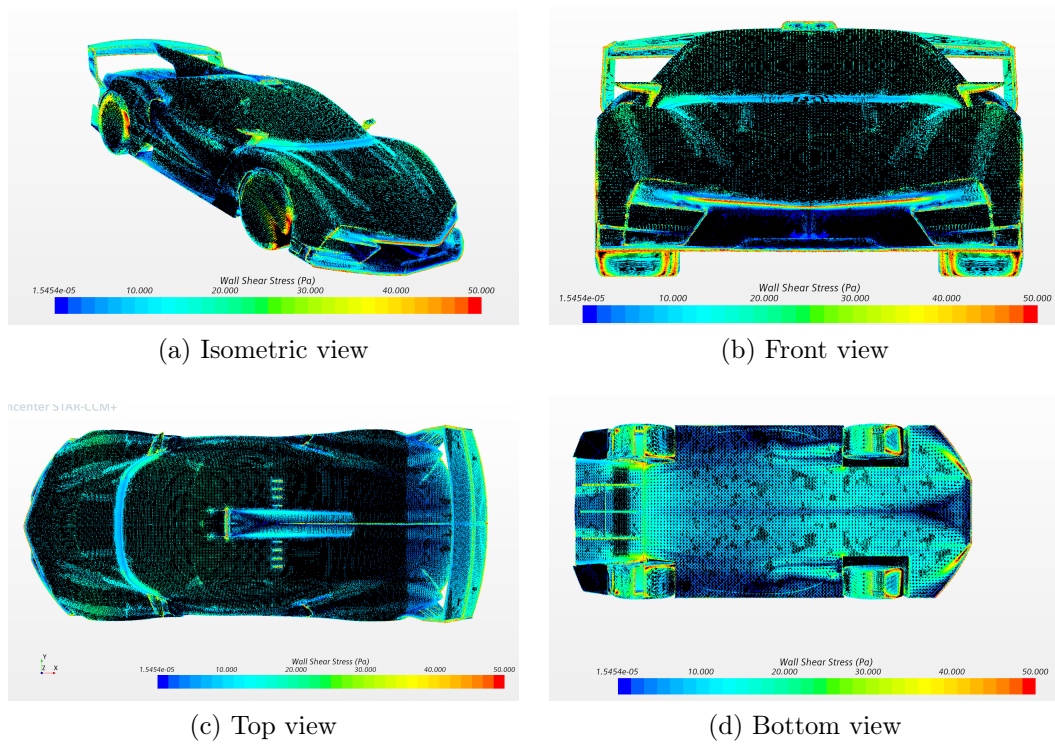 Wall Shear Stress (Pa)
1.5454e-05 10.000 20.000 30.000 40.000 50.000
(a) Isometric view
Wall Shear Stress (Pa)
1.5454e-05 10.000 20.000 30.000 40.000 50.000
(b) Front view
ncenter STAR-CCM+
Y
Z X
Wall Shear Stress (Pa)
1.5454e-05 10.000 20.000 30.000 40.000 50.000
(c) Top view
Wall Shear Stress (Pa)
1.5454e-05 10.000 20.000 30.000 40.000 50.000
(d) Bottom view